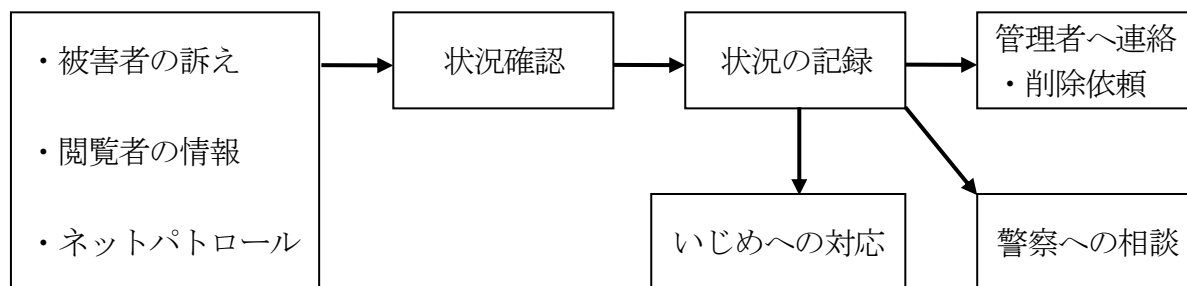 ・被害者の訴え
・閲覧者の情報
・ネットパトロール
状況確認
状況の記録
管理者へ連絡
・削除依頼
いじめへの対応
警察への相談